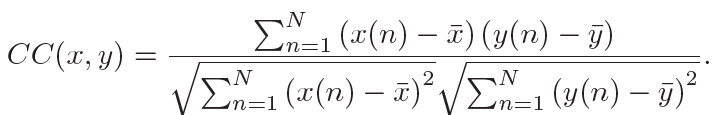 CC(x, y) = \frac{\sum_{n=1}^{N} (x(n) - \bar{x}) (y(n) - \bar{y})}{\sqrt{\sum_{n=1}^{N} (x(n) - \bar{x})^2} \sqrt{\sum_{n=1}^{N} (y(n) - \bar{y})^2}}.